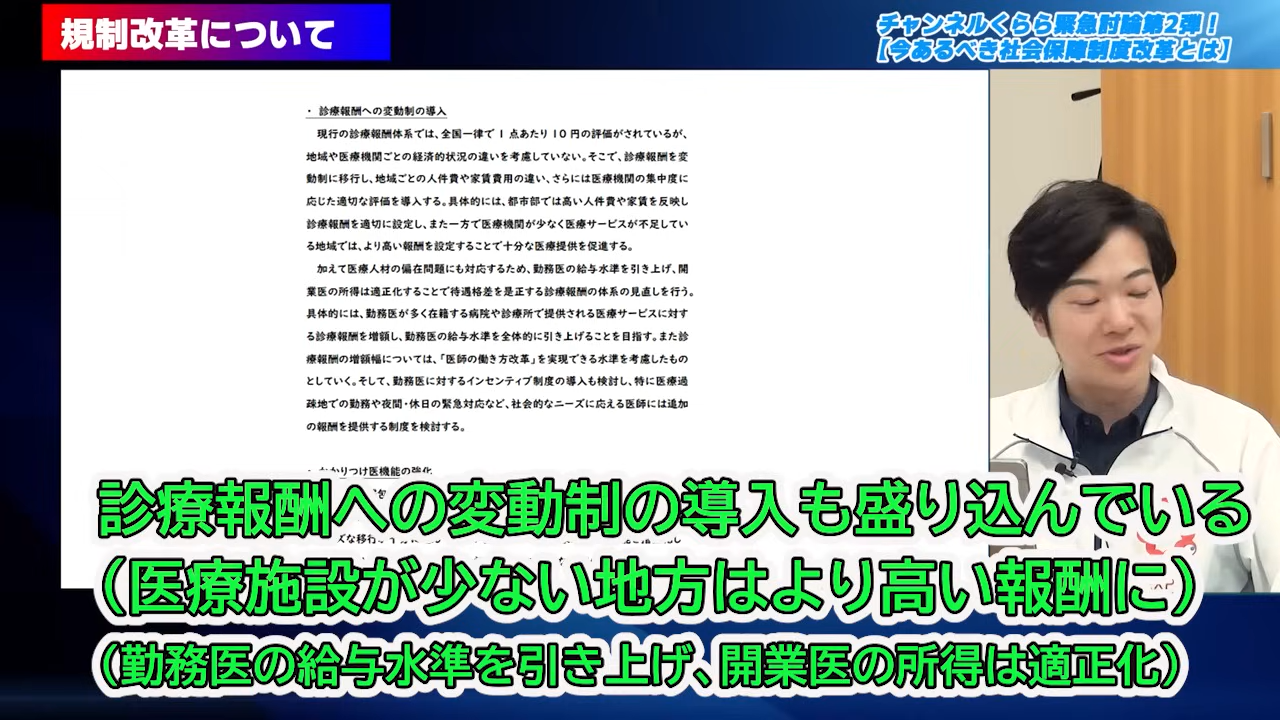 規制改革について
チャンネルくらら緊急討論第2弾！
【今あるべき社会保障制度改革とは】
・ 診療報酬への変動制の導入
現行の診療報酬体系では、全国一律で1点あたり10円の評価がされているが、
地域や医療機関ごとの経済的状況の違いを考慮していない。そこで、診療報酬を変
動制に移行し、地域ごとの人件費や家賃費用の違い、さらには医療機関の集中度に
応じた適切な評価を導入する。具体的には、都市部では高い人件費や家賃を反映し
診療報酬を適切に設定し、また一方で医療機関が少なく医療サービスが不足してい
る地域では、より高い報酬を設定することで十分な医療提供を促進する。
加えて医療人材の偏在問題にも対応するため、勤務医の給与水準を引き上げ、開
業医の所得は適正化することで待遇格差を是正する診療報酬の体系の見直しを行う。
具体的には、勤務医が多く在籍する病院や診療所で提供される医療サービスに対す
る診療報酬を増額し、勤務医の給与水準を全体的に引き上げることを目指す。また診
療報酬の増額幅については、「医師の働き方改革」を実現できる水準を考慮したもの
としていく。そして、勤務医に対するインセンティブ制度の導入も検討し、特に医療過
疎地での勤務や夜間・休日の緊急対応など、社会的なニーズに応える医師には追加
の報酬を提供する制度を検討する。
・ かかりつけ医機能の強化
診療報酬への変動制の導入も盛り込んでいる
（医療施設が少ない地方はより高い報酬に）
（勤務医の給与水準を引き上げ、開業医の所得は適正化）